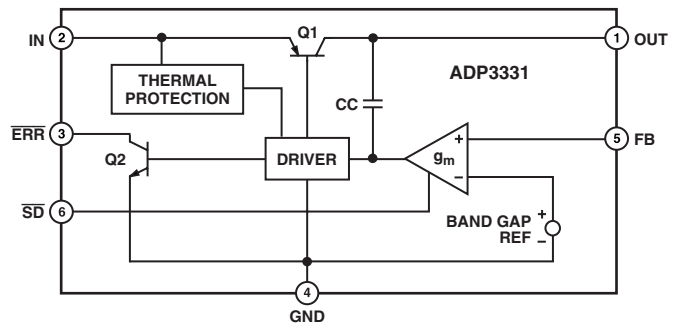 IN
2
Q1
1
OUT
THERMAL
PROTECTION
ADP3331
CC
ERR
3
Q2
DRIVER
gm
+
−
5
FB
SD
6
BAND GAP
REF
+
−
4
GND